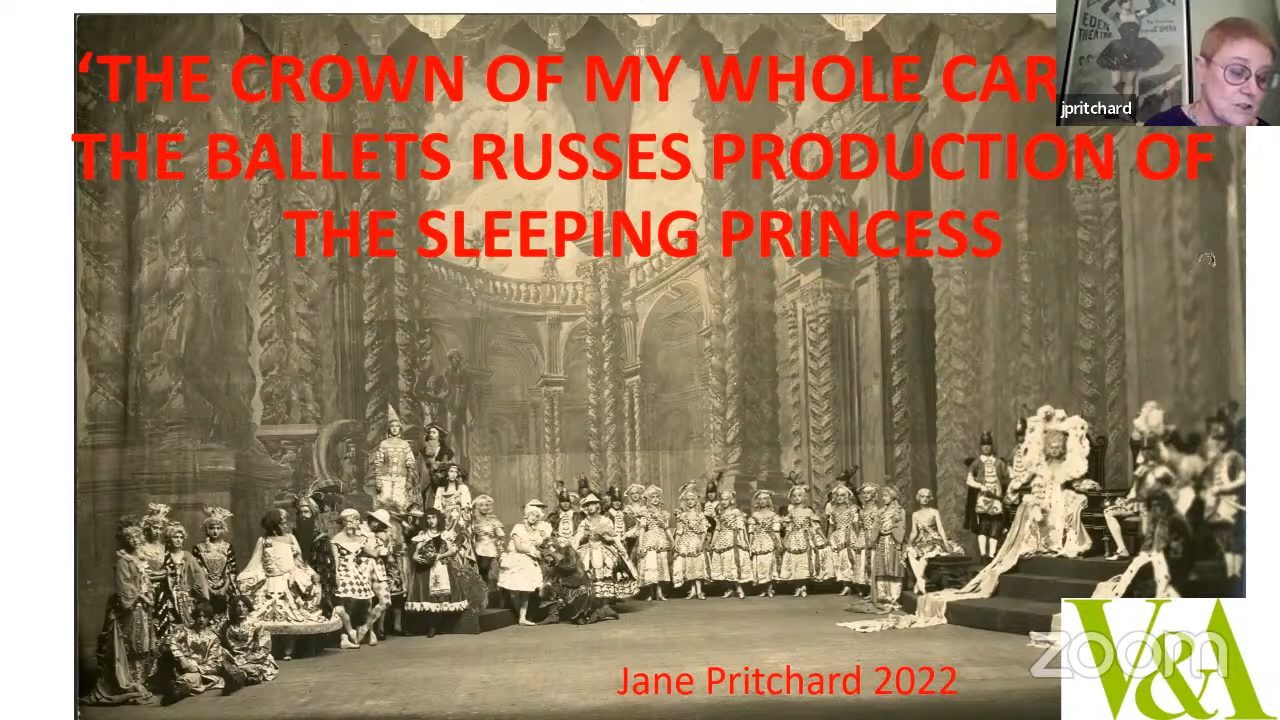 ‘THE CROWN OF MY WHOLE CAR
THE BALLETS RUSSES PRODUCTION OF
THE SLEEPING PRINCESS
EDEN
THEATRE
jpritchard
Jane Pritchard 2022
zoom
V&A